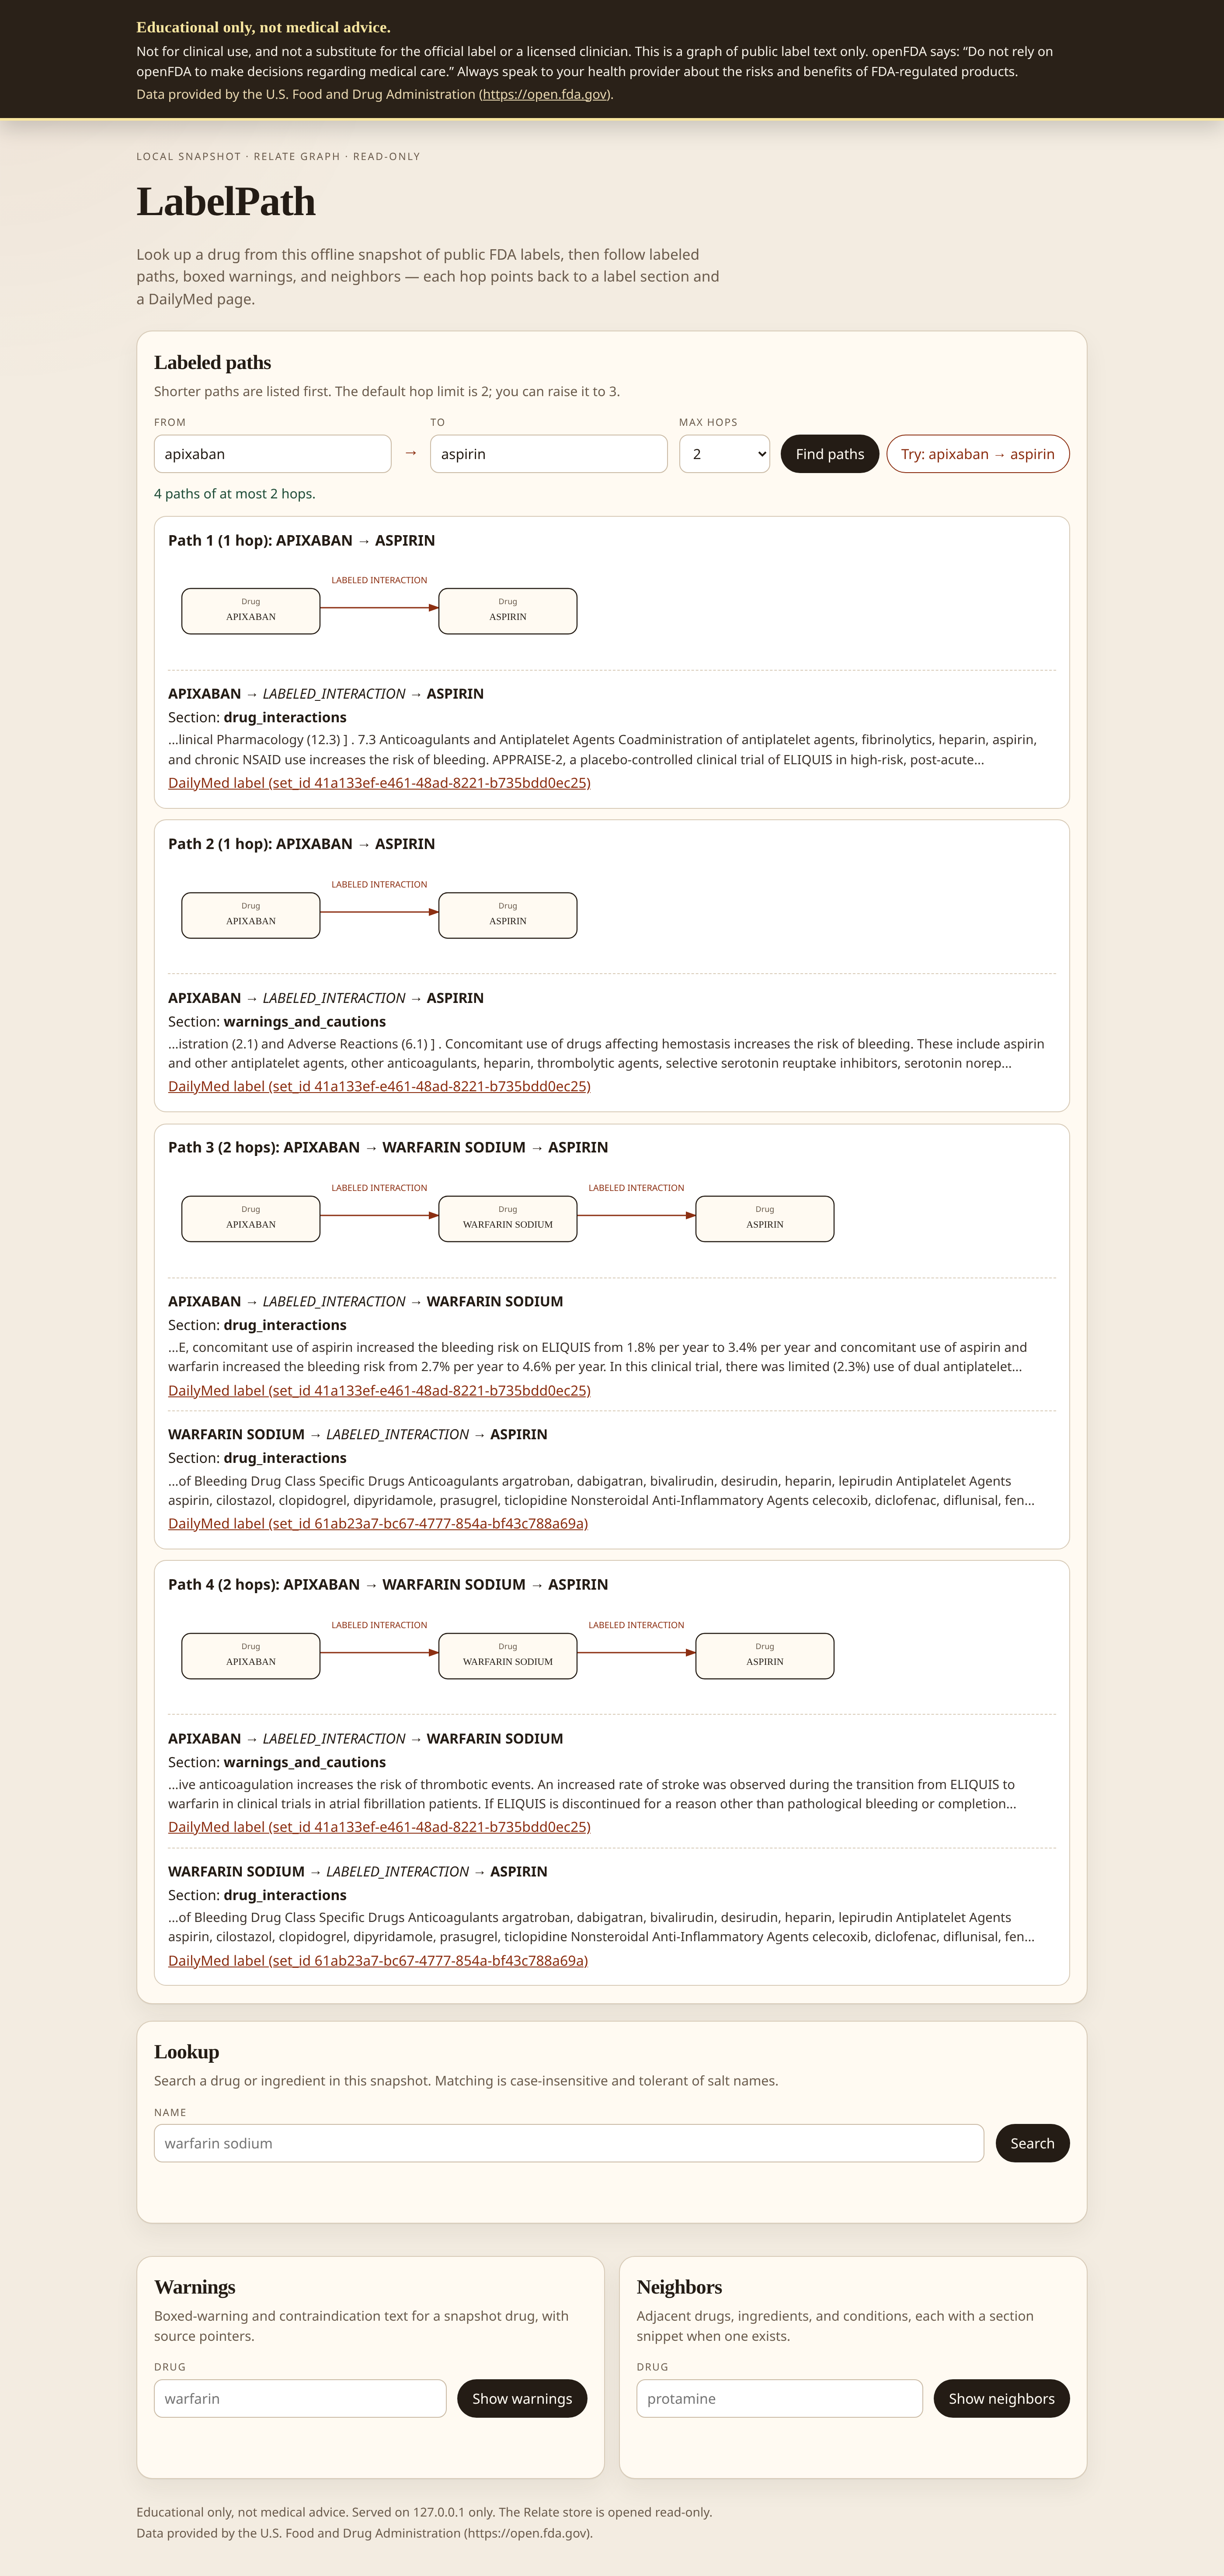 Educational only, not medical advice.
Not for clinical use, and not a substitute for the official label or a licensed clinician. This is a graph of public label text only. openFDA says: “Do not rely on
openFDA to make decisions regarding medical care.” Always speak to your health provider about the risks and benefits of FDA-regulated products.
Data provided by the U.S. Food and Drug Administration (https://open.fda.gov).
LOCAL SNAPSHOT · RELATE GRAPH · READ-ONLY
LabelPath
Look up a drug from this offline snapshot of public FDA labels, then follow labeled
paths, boxed warnings, and neighbors — each hop points back to a label section and
a DailyMed page.
Labeled paths
Shorter paths are listed first. The default hop limit is 2; you can raise it to 3.
FROM TO MAX HOPS
apixaban → aspirin 2 Find paths Try: apixaban → aspirin
4 paths of at most 2 hops.
Path 1 (1 hop): APIXABAN → ASPIRIN
LABELED INTERACTION
Drug Drug
APIXABAN ASPIRIN
APIXABAN → LABELED_INTERACTION → ASPIRIN
Section: drug_interactions
...linical Pharmacology (12.3) ] . 7.3 Anticoagulants and Antiplatelet Agents Coadministration of antiplatelet agents, fibrinolytics, heparin, aspirin,
and chronic NSAID use increases the risk of bleeding. APPRAISE-2, a placebo-controlled clinical trial of ELIQUIS in high-risk, post-acute...
DailyMed label (set_id 41a133ef-e461-48ad-8221-b735bdd0ec25)
Path 2 (1 hop): APIXABAN → ASPIRIN
LABELED INTERACTION
Drug Drug
APIXABAN ASPIRIN
APIXABAN → LABELED_INTERACTION → ASPIRIN
Section: warnings_and_cautions
...istration (2.1) and Adverse Reactions (6.1) ] . Concomitant use of drugs affecting hemostasis increases the risk of bleeding. These include aspirin
and other antiplatelet agents, other anticoagulants, heparin, thrombolytic agents, selective serotonin reuptake inhibitors, serotonin norep...
DailyMed label (set_id 41a133ef-e461-48ad-8221-b735bdd0ec25)
Path 3 (2 hops): APIXABAN → WARFARIN SODIUM → ASPIRIN
LABELED INTERACTION LABELED INTERACTION
Drug Drug Drug
APIXABAN WARFARIN SODIUM ASPIRIN
APIXABAN → LABELED_INTERACTION → WARFARIN SODIUM
Section: drug_interactions
...E, concomitant use of aspirin increased the bleeding risk on ELIQUIS from 1.8% per year to 3.4% per year and concomitant use of aspirin and
warfarin increased the bleeding risk from 2.7% per year to 4.6% per year. In this clinical trial, there was limited (2.3%) use of dual antiplatelet...
DailyMed label (set_id 41a133ef-e461-48ad-8221-b735bdd0ec25)
WARFARIN SODIUM → LABELED_INTERACTION → ASPIRIN
Section: drug_interactions
...of Bleeding Drug Class Specific Drugs Anticoagulants argatroban, dabigatran, bivalirudin, desirudin, heparin, lepirudin Antiplatelet Agents
aspirin, cilostazol, clopidogrel, dipyridamole, prasugrel, ticlopidine Nonsteroidal Anti-Inflammatory Agents celecoxib, diclofenac, diflunisal, fen...
DailyMed label (set_id 61ab23a7-bc67-4777-854a-bf43c788a69a)
Path 4 (2 hops): APIXABAN → WARFARIN SODIUM → ASPIRIN
LABELED INTERACTION LABELED INTERACTION
Drug Drug Drug
APIXABAN WARFARIN SODIUM ASPIRIN
APIXABAN → LABELED_INTERACTION → WARFARIN SODIUM
Section: warnings_and_cautions
...ive anticoagulation increases the risk of thrombotic events. An increased rate of stroke was observed during the transition from ELIQUIS to
warfarin in clinical trials in atrial fibrillation patients. If ELIQUIS is discontinued for a reason other than pathological bleeding or completion...
DailyMed label (set_id 41a133ef-e461-48ad-8221-b735bdd0ec25)
WARFARIN SODIUM → LABELED_INTERACTION → ASPIRIN
Section: drug_interactions
...of Bleeding Drug Class Specific Drugs Anticoagulants argatroban, dabigatran, bivalirudin, desirudin, heparin, lepirudin Antiplatelet Agents
aspirin, cilostazol, clopidogrel, dipyridamole, prasugrel, ticlopidine Nonsteroidal Anti-Inflammatory Agents celecoxib, diclofenac, diflunisal, fen...
DailyMed label (set_id 61ab23a7-bc67-4777-854a-bf43c788a69a)
Lookup
Search a drug or ingredient in this snapshot. Matching is case-insensitive and tolerant of salt names.
NAME
warfarin sodium Search
Warnings
Boxed-warning and contraindication text for a snapshot drug, with
source pointers.
DRUG
warfarin Show warnings
Neighbors
Adjacent drugs, ingredients, and conditions, each with a section
snippet when one exists.
DRUG
protamine Show neighbors
Educational only, not medical advice. Served on 127.0.0.1 only. The Relate store is opened read-only.
Data provided by the U.S. Food and Drug Administration (https://open.fda.gov).